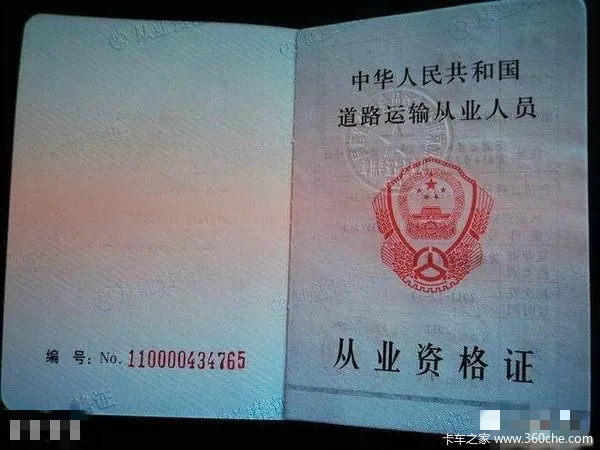 编 号: No. 110000434765
中华人民共和国
道路运输从业人员
从业资格证
卡车之家 www.360che.com